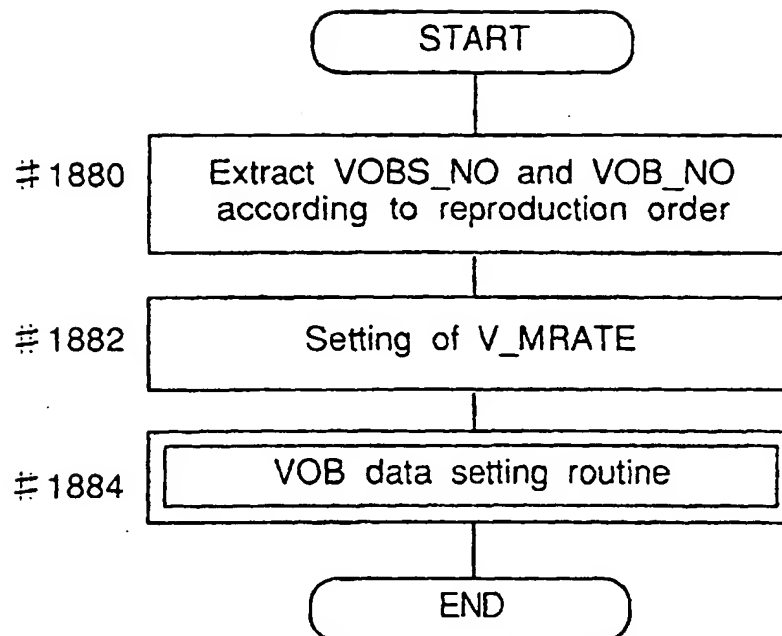 START
#1880
Extract VOBS_NO and VOB_NO
according to reproduction order
#1882
Setting of V_MRATE
#1884
VOB data setting routine
END